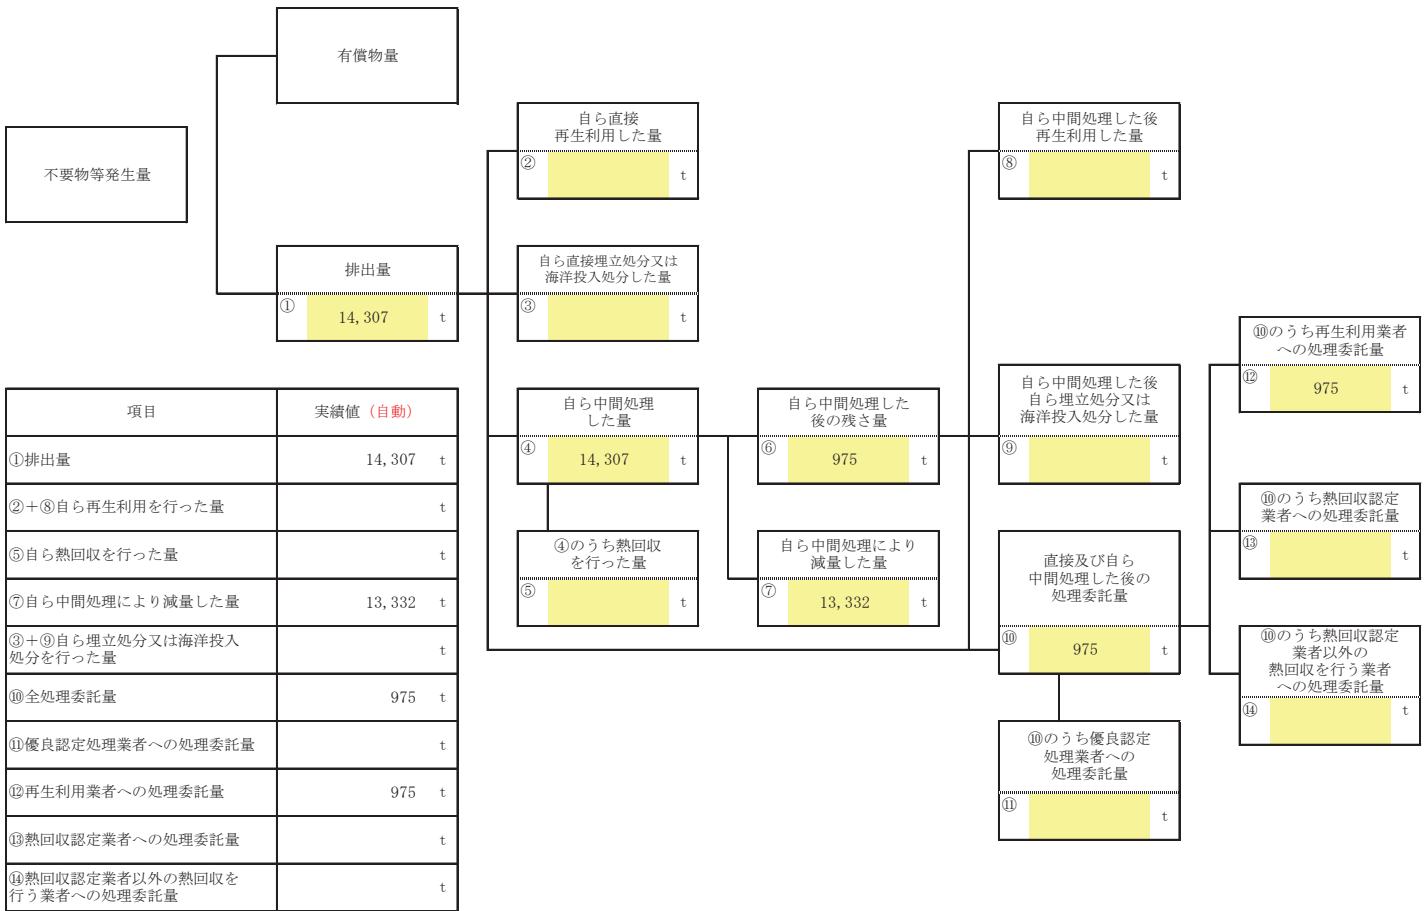 有償物量
不要物等発生量
排出量
① 14,307 t
自ら直接
再生利用した量
② t
自ら直接埋立処分又は
海洋投入処分した量
③ t
自ら中間処理
した量
④ 14,307 t
④のうち熱回収
を行った量
⑤ t
自ら中間処理した
後の残さ量
⑥ 975 t
自ら中間処理により
減量した量
⑦ 13,332 t
自ら中間処理した後
再生利用した量
⑧ t
自ら中間処理した後
自ら埋立処分又は
海洋投入処分した量
⑨ t
直接及び自ら
中間処理した後の
処理委託量
⑩ 975 t
⑩のうち優良認定
処理業者への
処理委託量
⑪ t
⑩のうち再生利用業者
への処理委託量
⑫ 975 t
⑩のうち熱回収認定
業者への処理委託量
⑬ t
⑩のうち熱回収認定
業者以外の
熱回収を行う業者
への処理委託量
⑭ t
項目 実績値（自動）
①排出量 14,307 t
②＋⑧自ら再生利用を行った量 t
⑤自ら熱回収を行った量 t
⑦自ら中間処理により減量した量 13,332 t
③＋⑨自ら埋立処分又は海洋投入
処分を行った量 t
⑩全処理委託量 975 t
⑪優良認定処理業者への処理委託量 t
⑫再生利用業者への処理委託量 975 t
⑬熱回収認定業者への処理委託量 t
⑭熱回収認定業者以外の熱回収を
行う業者への処理委託量 t